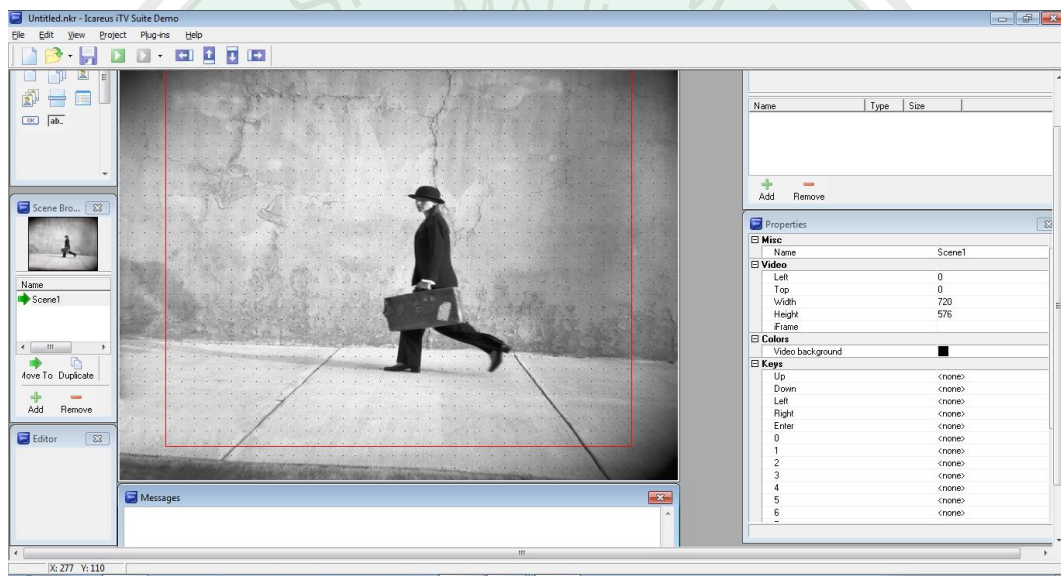 Untitled.nkr - Icareus iTV Suite Demo
File Edit View Project Plug-ins Help
OK ab_
Name Type Size
Add Remove
Scene Bro...
Properties
Misc
Name Scene1
Video
Left 0
Top 0
Width 720
Height 576
iFrame
Colors
Video background
Keys
Up <none>
Down <none>
Left <none>
Right <none>
Enter <none>
0 <none>
1 <none>
2 <none>
3 <none>
4 <none>
5 <none>
6 <none>
Name
Scene1
Move To Duplicate
Add Remove
Editor
Messages
X: 277 Y: 110